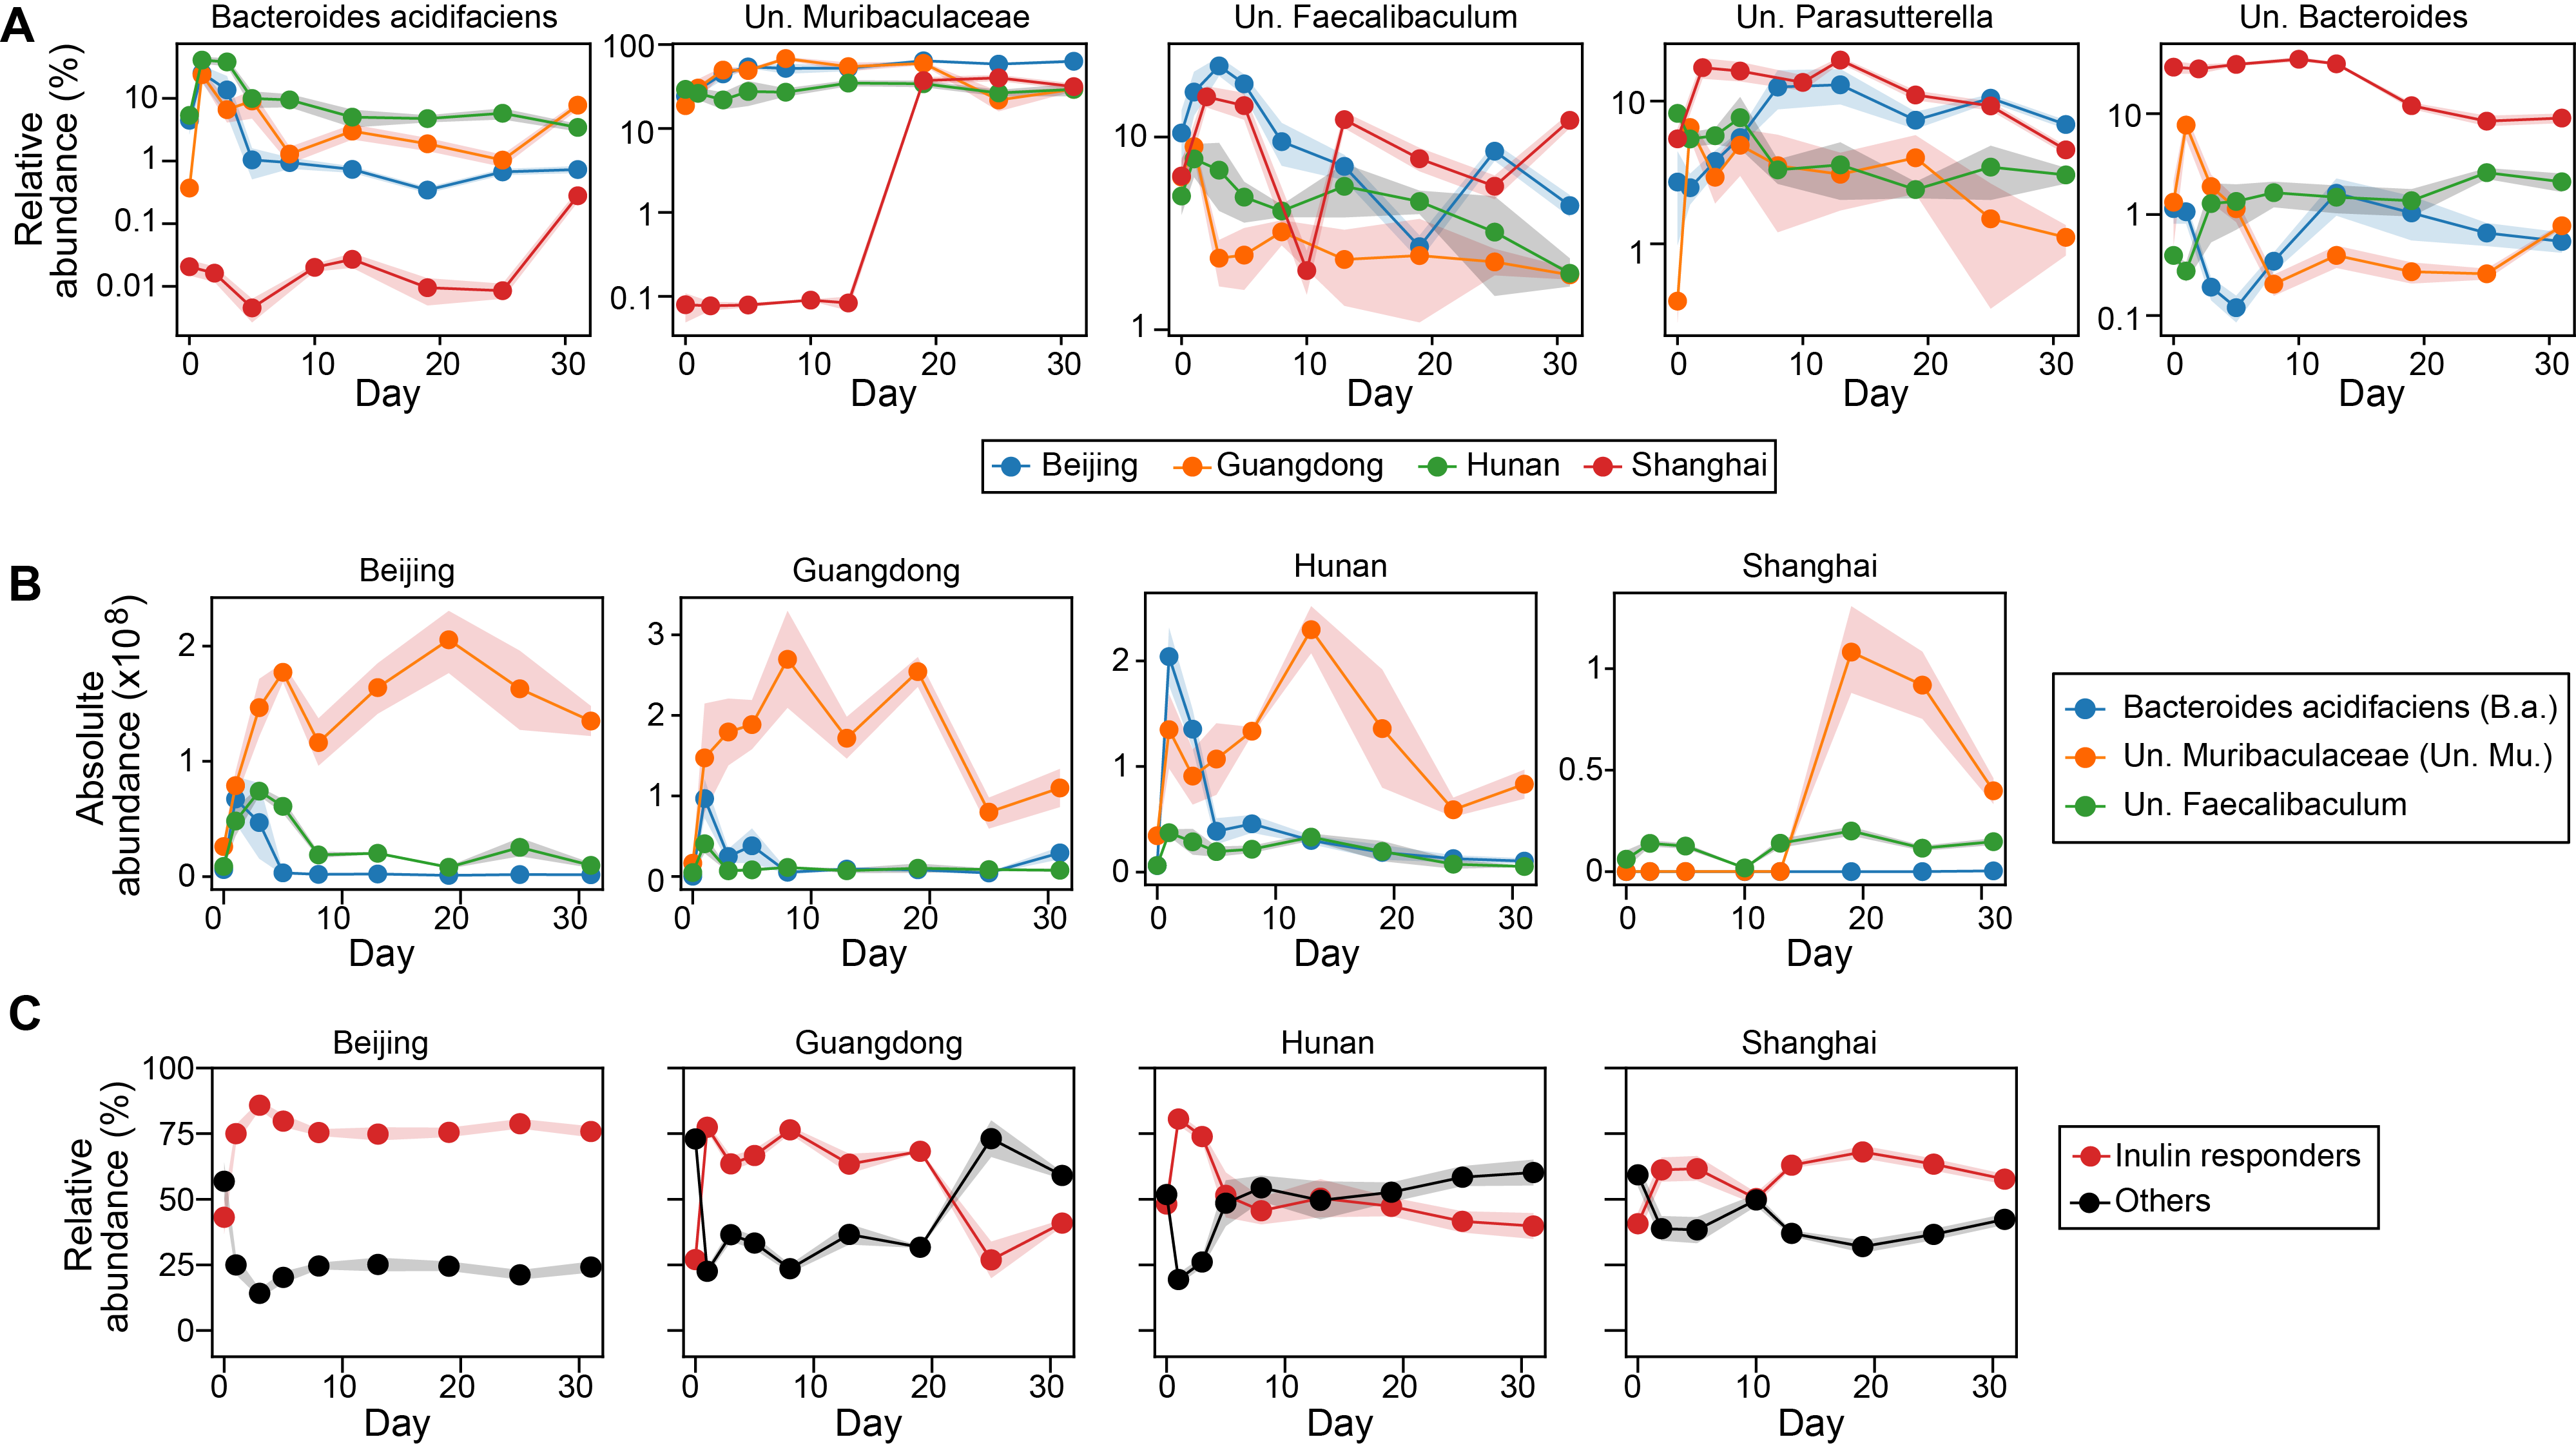 A
Bacteroides acidifaciens
Un. Muribaculaceae
Un. Faecalibaculum
Un. Parasutterella
Un. Bacteroides
Relative
abundance (%)
10
1
0.1
0.01
100
10
1
0.1
10
1
10
1
10
1
0.1
0 10 20 30
0 10 20 30
0 10 20 30
0 10 20 30
0 10 20 30
Day
Day
Day
Day
Day
Beijing Guangdong Hunan Shanghai
B
Beijing
Guangdong
Hunan
Shanghai
Absolulte
abundance (x10⁸)
2
1
0
3
2
1
0
2
1
0
1
0.5
0
0 10 20 30
0 10 20 30
0 10 20 30
0 10 20 30
Day
Day
Day
Day
Bacteroides acidifaciens (B.a.)
Un. Muribaculaceae (Un. Mu.)
Un. Faecalibaculum
C
Beijing
Guangdong
Hunan
Shanghai
Relative
abundance (%)
100
75
50
25
0
0 10 20 30
0 10 20 30
0 10 20 30
0 10 20 30
Day
Day
Day
Day
Inulin responders
Others